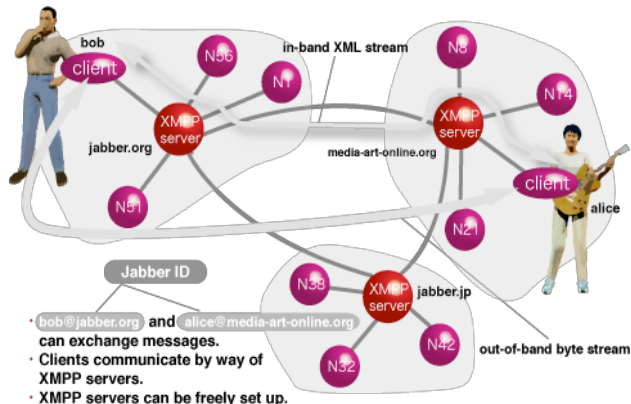 bob
client
N56
N1
XMPP
server
jabber.org
N51
in-band XML stream
N3
N14
XMPP
server
media-art-online.org
client
alice
N21
Jabber ID
• bob@jabber.org and alice@media-art-online.org
can exchange messages.
• Clients communicate by way of
XMPP servers.
• XMPP servers can be freely set up.
N38
XMPP
server
jabber.jp
N42
N32
out-of-band byte stream